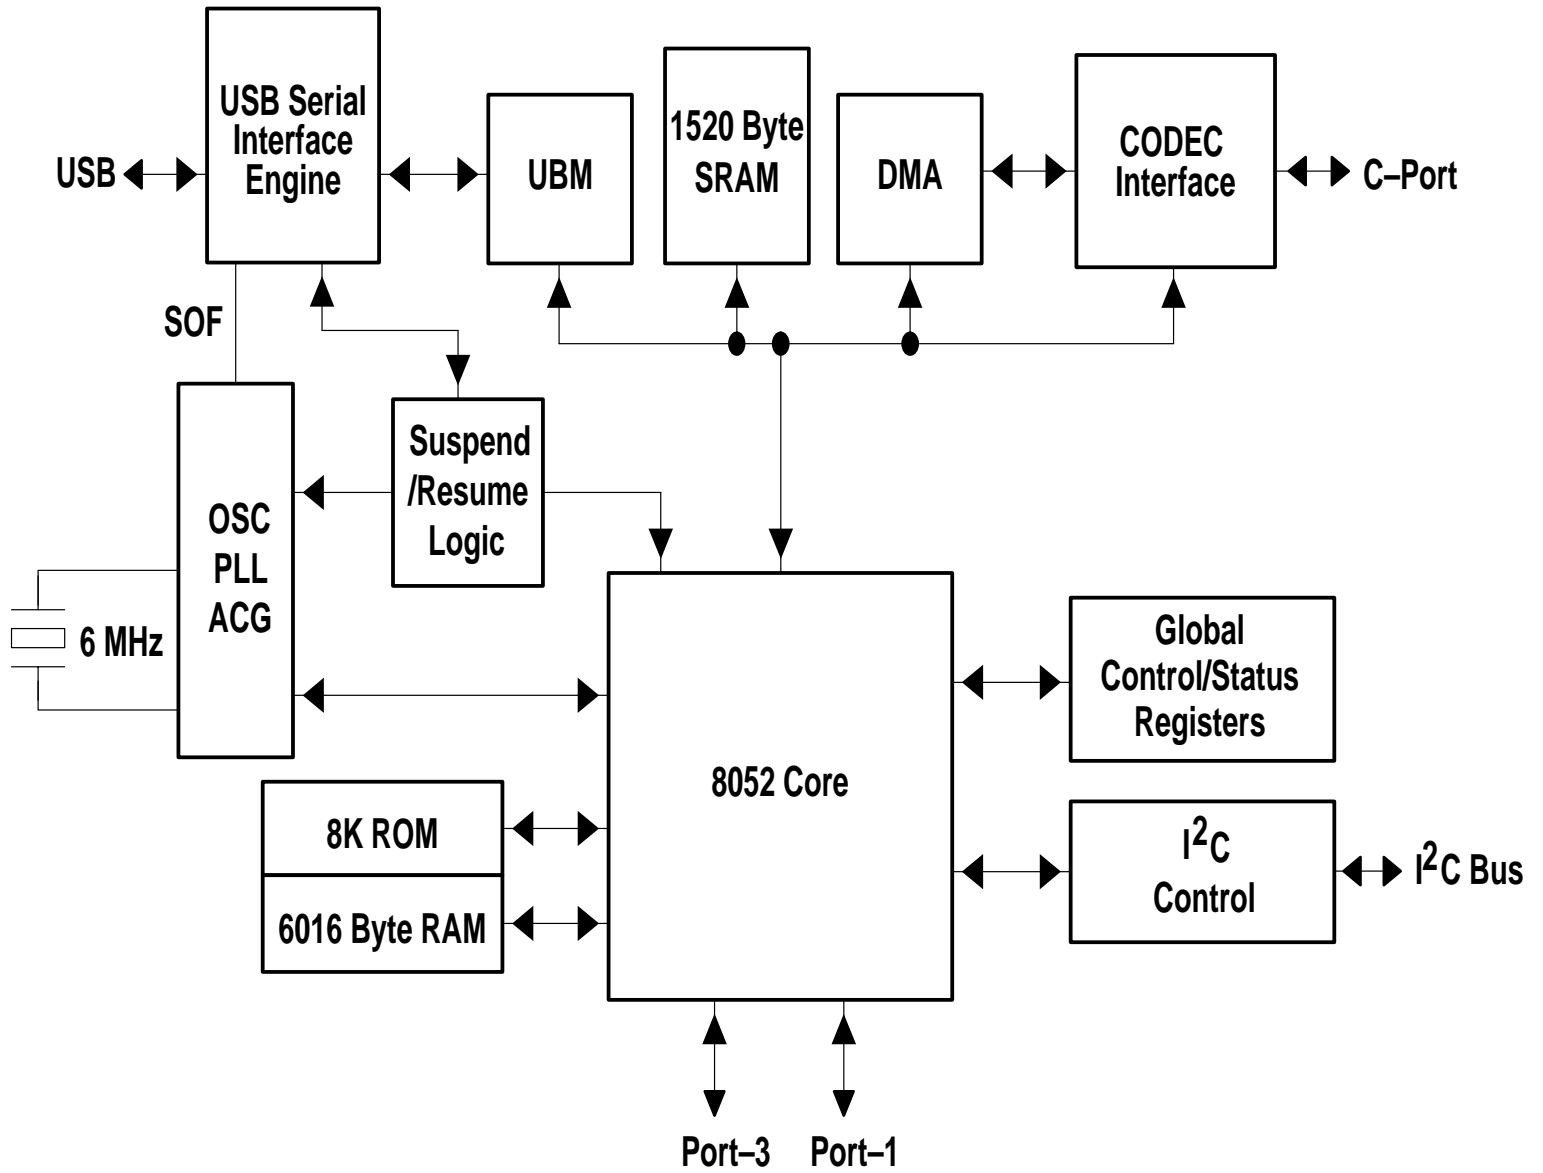 USB Serial
Interface
Engine
USB
UBM
1520 Byte
SRAM
DMA
CODEC
Interface
C–Port
SOF
Suspend
/Resume
Logic
OSC
PLL
ACG
6 MHz
8052 Core
Global
Control/Status
Registers
8K ROM
6016 Byte RAM
I²C
Control
I²C Bus
Port–3
Port–1